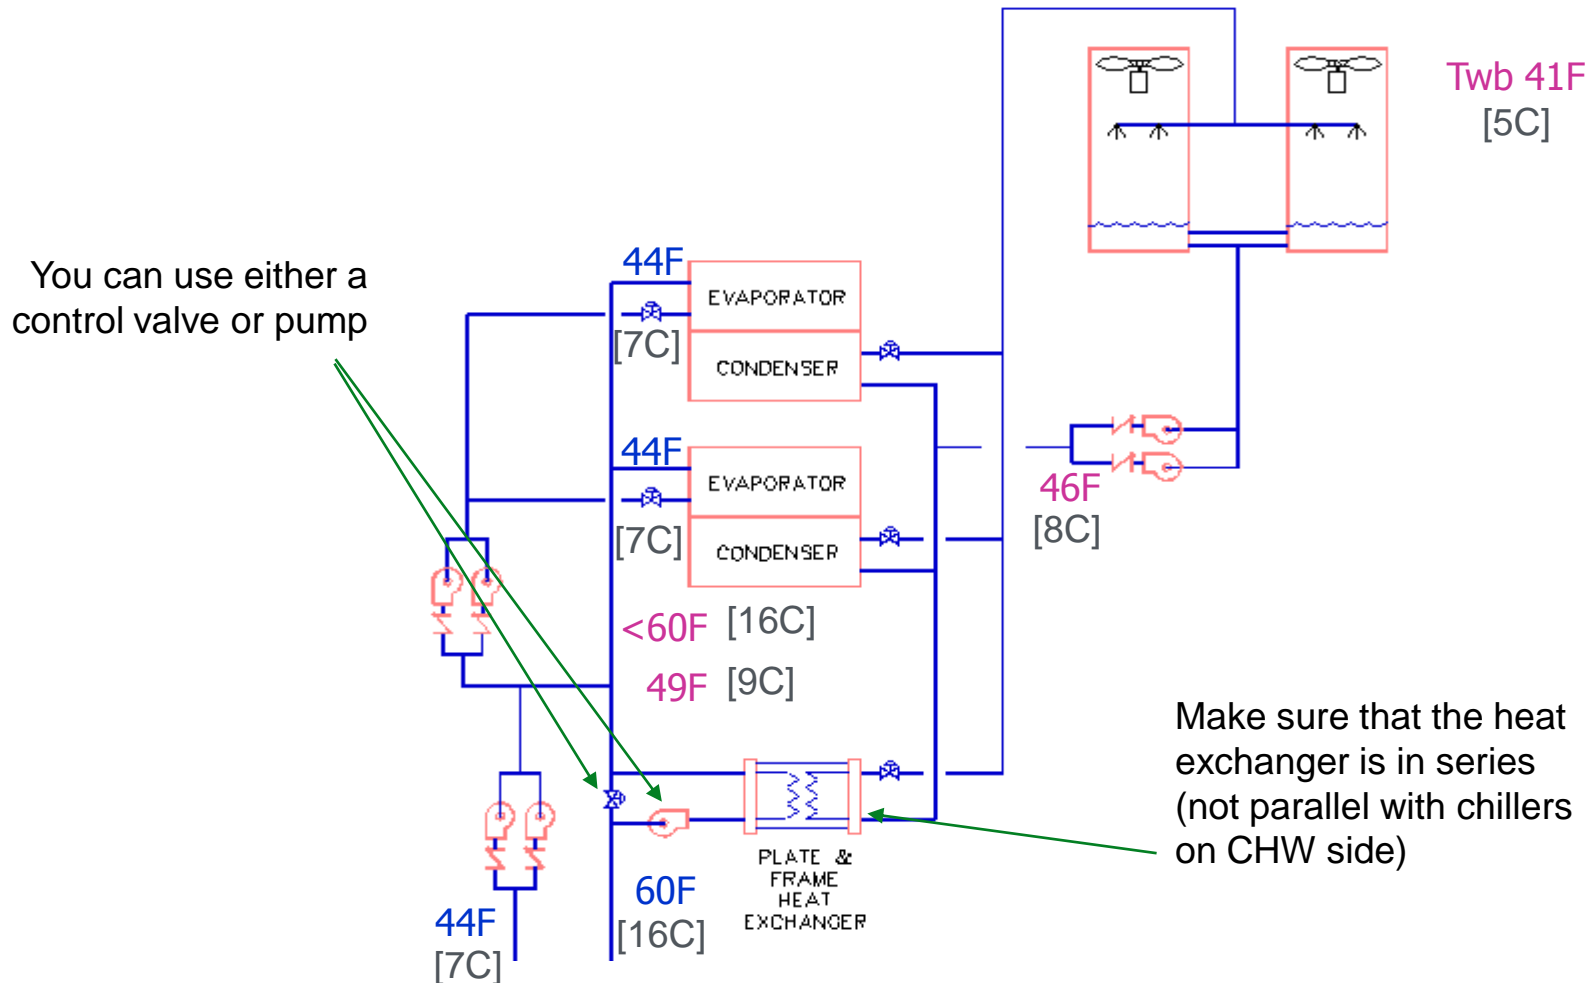 Twb 41F
[5C]
You can use either a
control valve or pump
44F
EVAPORATOR
[7C]
CONDENSER
44F
EVAPORATOR
[7C]
CONDENSER
46F
[8C]
<60F [16C]
49F [9C]
Make sure that the heat
exchanger is in series
(not parallel with chillers
on CHW side)
PLATE &
FRAME
HEAT
EXCHANGER
60F
[16C]
44F
[7C]